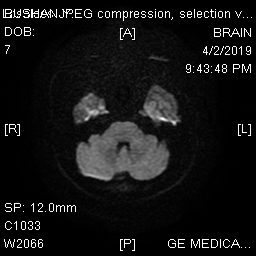 JPEG compression, selection v...
DOB:
7
[A]
BRAIN
4/2/2019
9:43:48 PM
[R]
[L]
SP: 12.0mm
C1033
W2066
[P]
GE MEDICA...